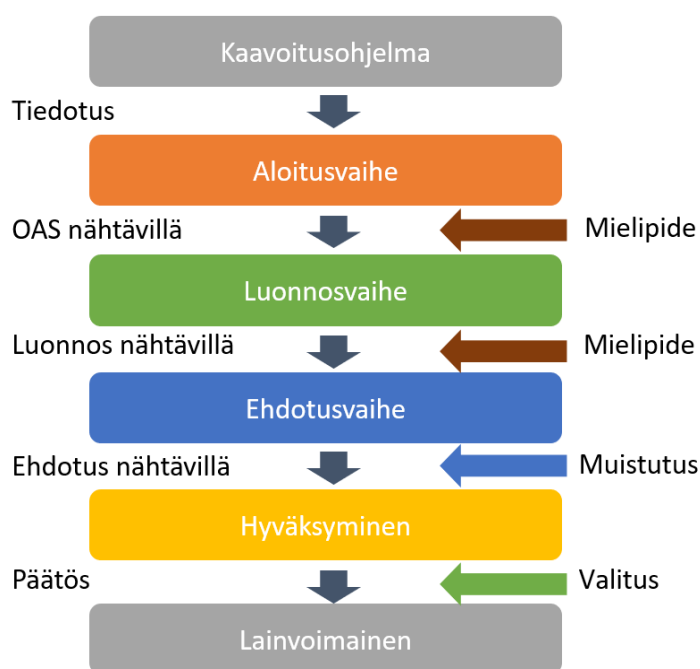 Kaavoitusohjelma
Tiedotus
Aloitusvaihe
OAS nähtävillä
Mielipide
Luonnosvaihe
Luonnos nähtävillä
Mielipide
Ehdotusvaihe
Ehdotus nähtävillä
Muistutus
Hyväksyminen
Päätös
Valitus
Lainvoimainen